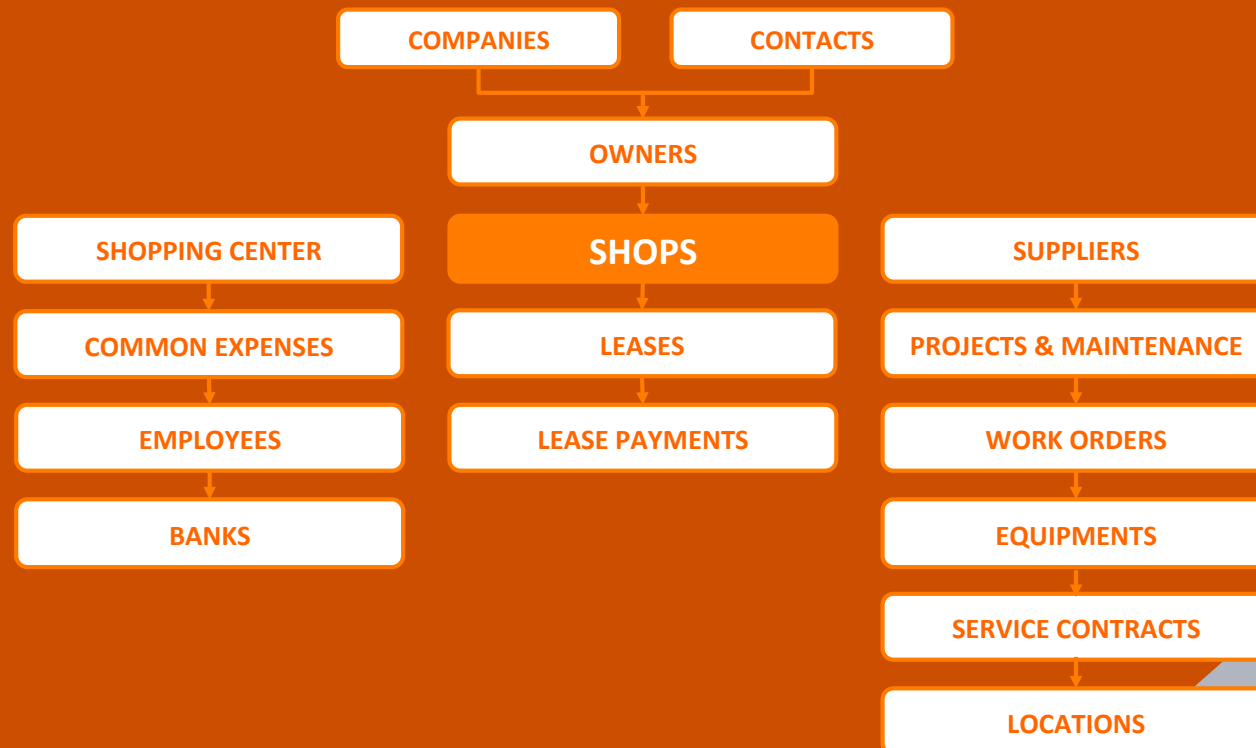 COMPANIES
CONTACTS
OWNERS
SHOPPING CENTER
SHOPS
SUPPLIERS
COMMON EXPENSES
LEASES
PROJECTS & MAINTENANCE
EMPLOYEES
LEASE PAYMENTS
WORK ORDERS
BANKS
EQUIPMENTS
SERVICE CONTRACTS
LOCATIONS